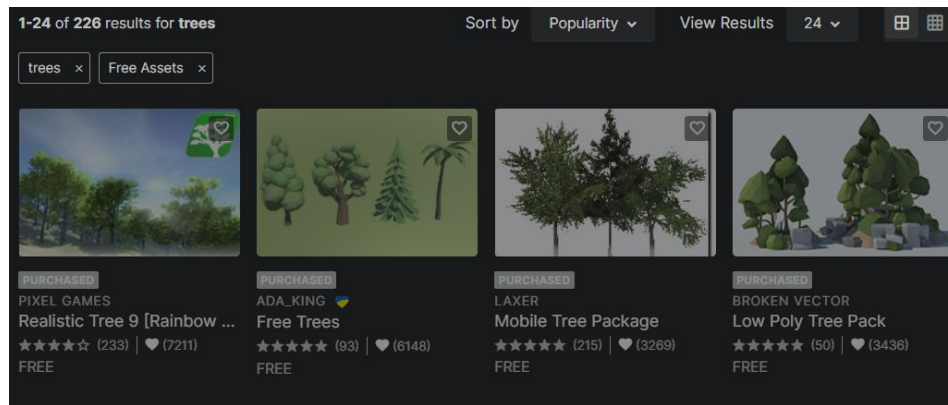 1-24 of 226 results for trees
Sort by Popularity View Results 24
trees × Free Assets ×
PURCHASED
PIXEL GAMES
Realistic Tree 9 [Rainbow ...
(233) | (7211)
FREE
PURCHASED
ADA_KING
Free Trees
(93) | (6148)
FREE
PURCHASED
LAXER
Mobile Tree Package
(215) | (3269)
FREE
PURCHASED
BROKEN VECTOR
Low Poly Tree Pack
(50) | (3436)
FREE